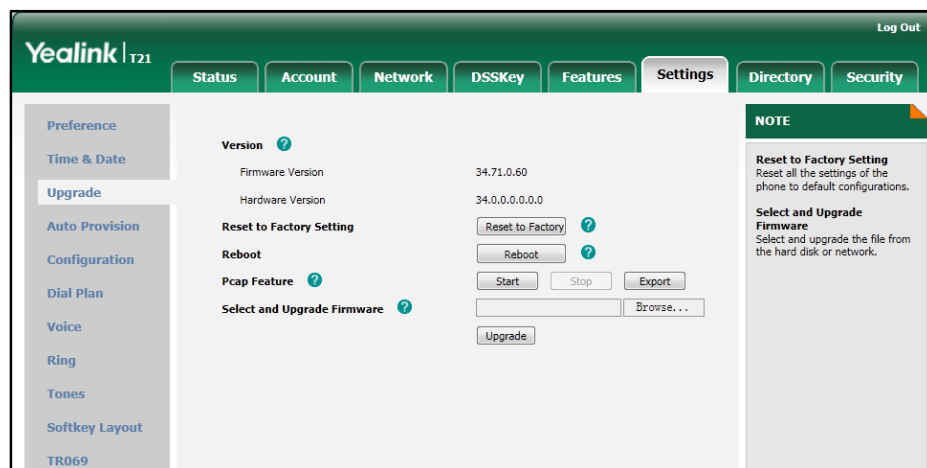 Log Out
Yealink | T21
Status Account Network DSSKey Features Settings Directory Security
Preference
Time & Date
Upgrade
Auto Provision
Configuration
Dial Plan
Voice
Ring
Tones
Softkey Layout
TR069
Version ?
Firmware Version 34.71.0.60
Hardware Version 34.0.0.0.0.0.0
Reset to Factory Setting Reset to Factory ?
Reboot Reboot ?
Pcap Feature ? Start Stop Export
Select and Upgrade Firmware ? Browse...
Upgrade
NOTE
Reset to Factory Setting
Reset all the settings of the
phone to default configurations.
Select and Upgrade
Firmware
Select and upgrade the file from
the hard disk or network.